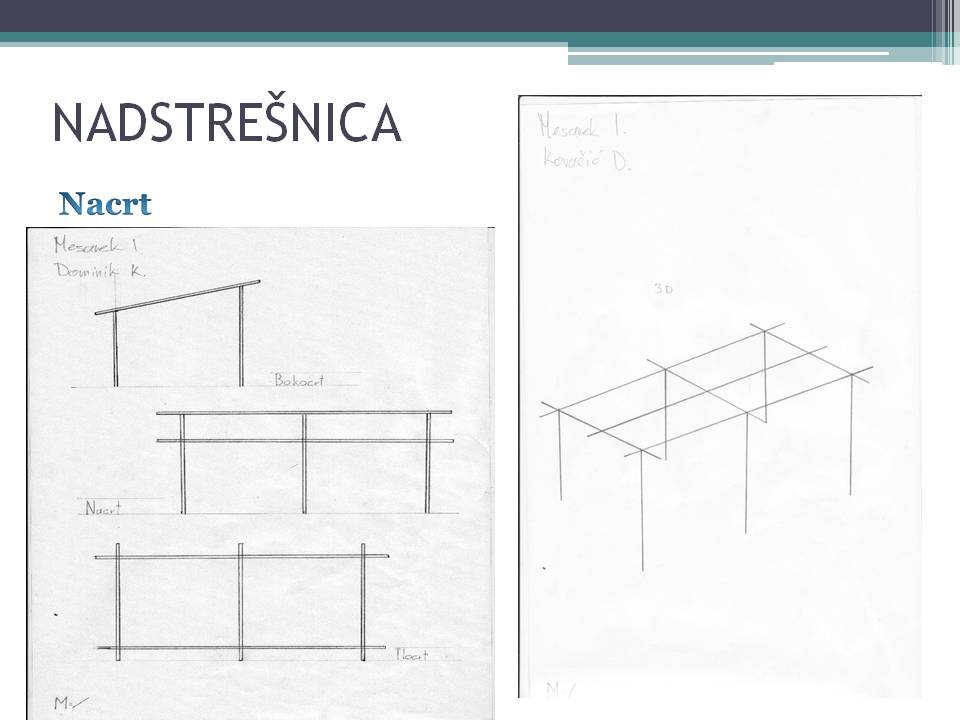 NADSTREŠNICA
Nacrt
Mesarek I.
Dominik K.
Bokocrt
Nacrt
Tlocrt
M:/
Mesarek I.
Kovačić D.
3D
M:/